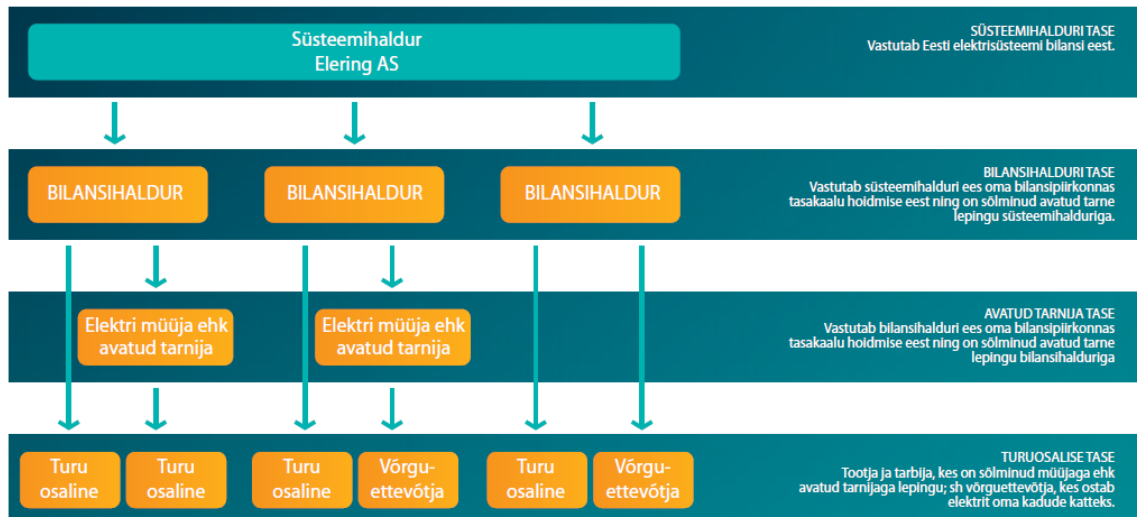 Süsteemihaldur
Elering AS
SÜSTEEMIHALDURI TASE
Vastutab Eesti elektrisüsteemi bilansi eest.
BILANSIHALDUR
BILANSIHALDUR
BILANSIHALDUR
BILANSIHALDURI TASE
Vastutab süsteemihalduri ees oma bilansipiirkonnas
tasakaalu hoidmise eest ning on sõlminud avatud tarne
lepingu süsteemihalduriga.
Elektri müüja ehk
avatud tarnija
Elektri müüja ehk
avatud tarnija
AVATUD TARNIJA TASE
Vastutab bilansihalduri ees oma bilansipiirkonnas
tasakaalu hoidmise eest ning on sõlminud avatud tarne
lepingu bilansihalduriga
Turu
osaline
Turu
osaline
Turu
osaline
Võrgu-
ettevõtja
Turu
osaline
Võrgu-
ettevõtja
TURUOSALISE TASE
Tootja ja tarbija, kes on sõlminud müüjaga ehk
avatud tarnijaga lepingu; sh võrguettevõtja, kes ostab
elektrit oma kadude katteks.